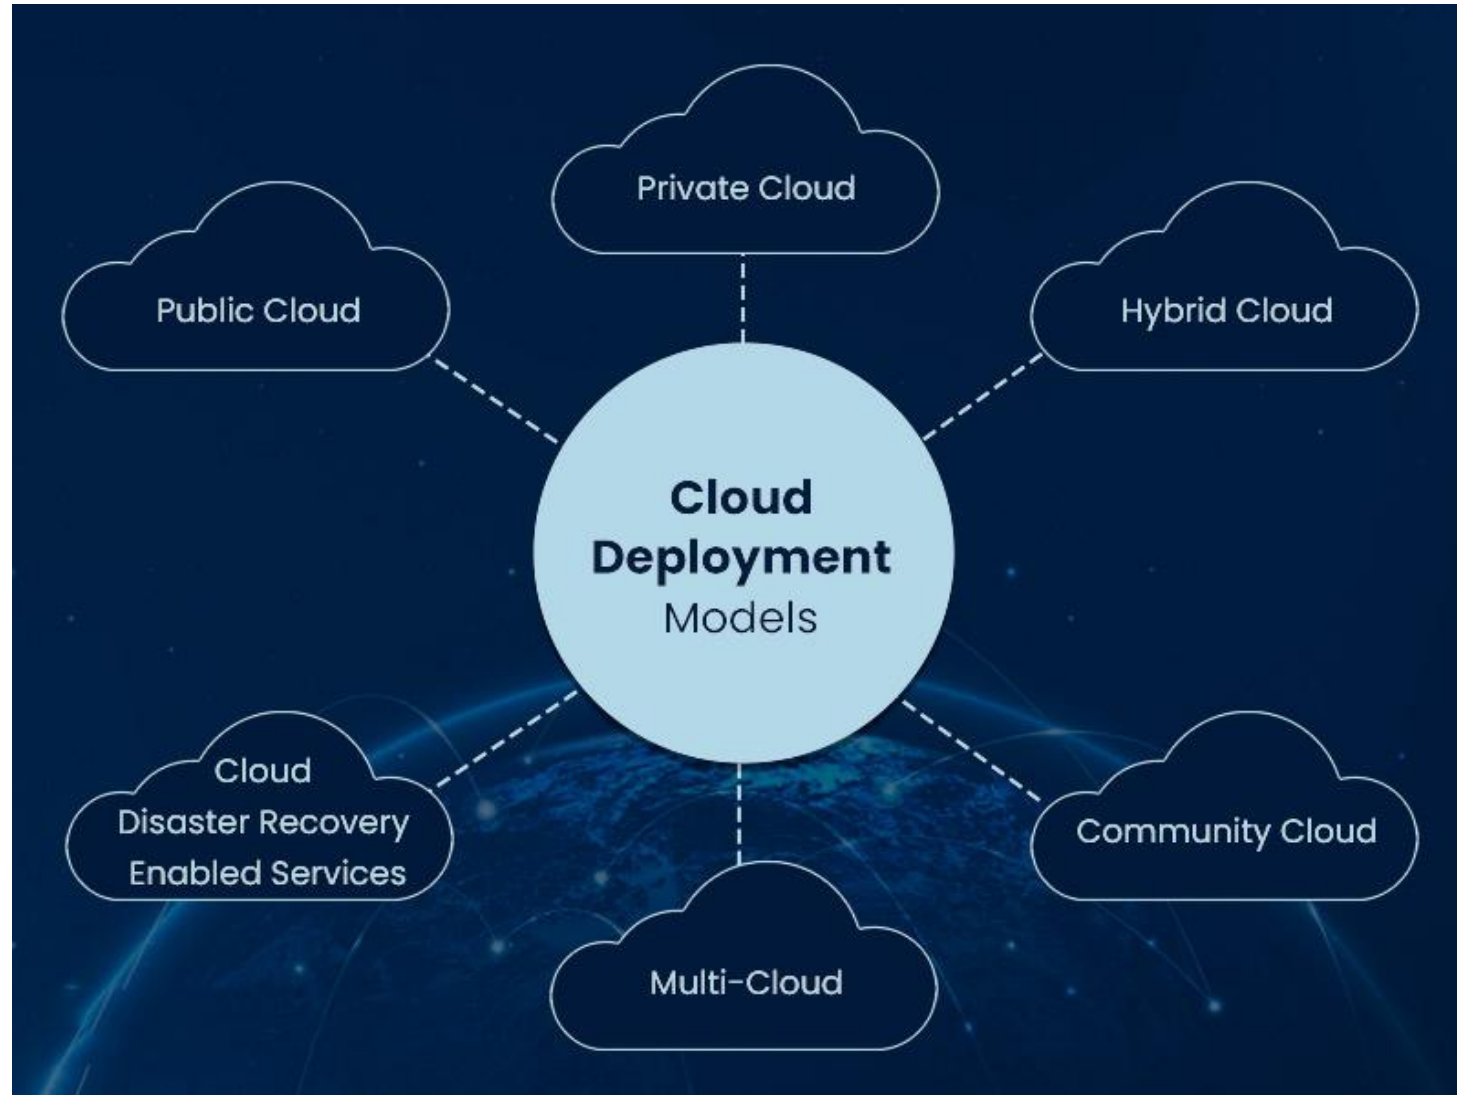 Private Cloud
Public Cloud
Hybrid Cloud
Cloud
Deployment
Models
Cloud
Disaster Recovery
Enabled Services
Community Cloud
Multi-Cloud